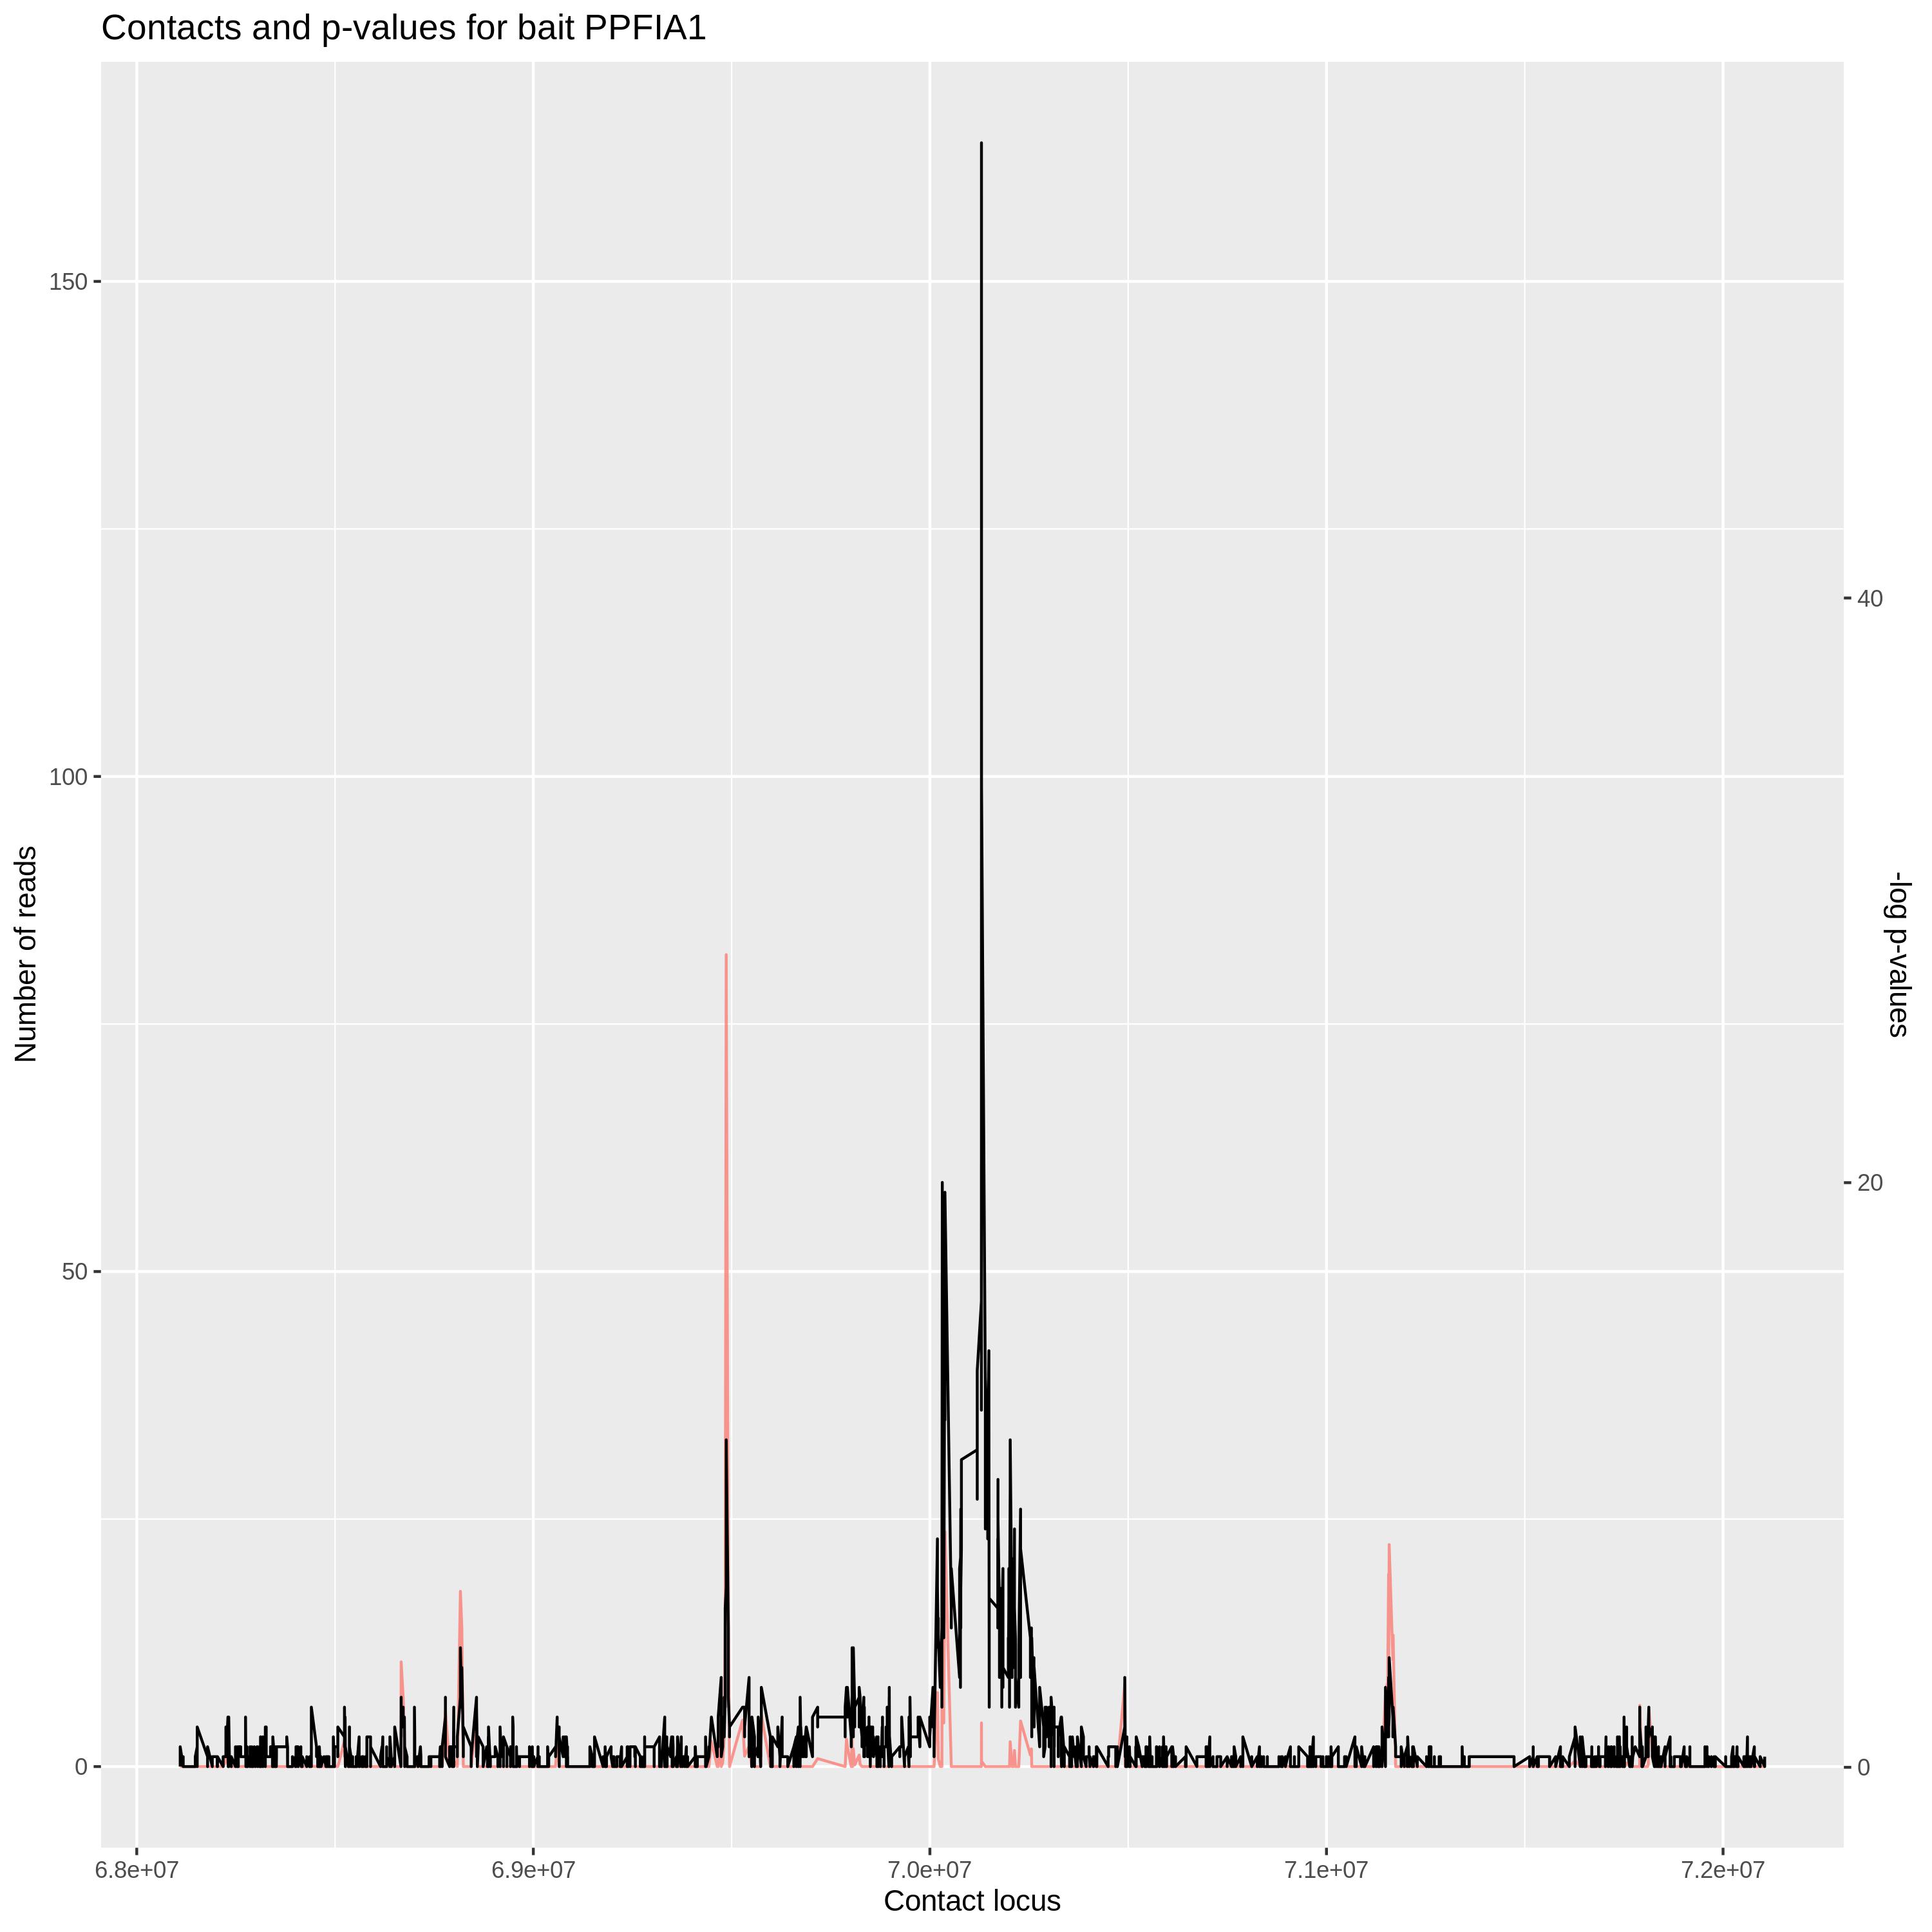 Contacts and p-values for bait PPFIA1
150
100
50
0
40
20
0
Number of reads
-log p-values
6.8e+07
6.9e+07
7.0e+07
7.1e+07
7.2e+07
Contact locus